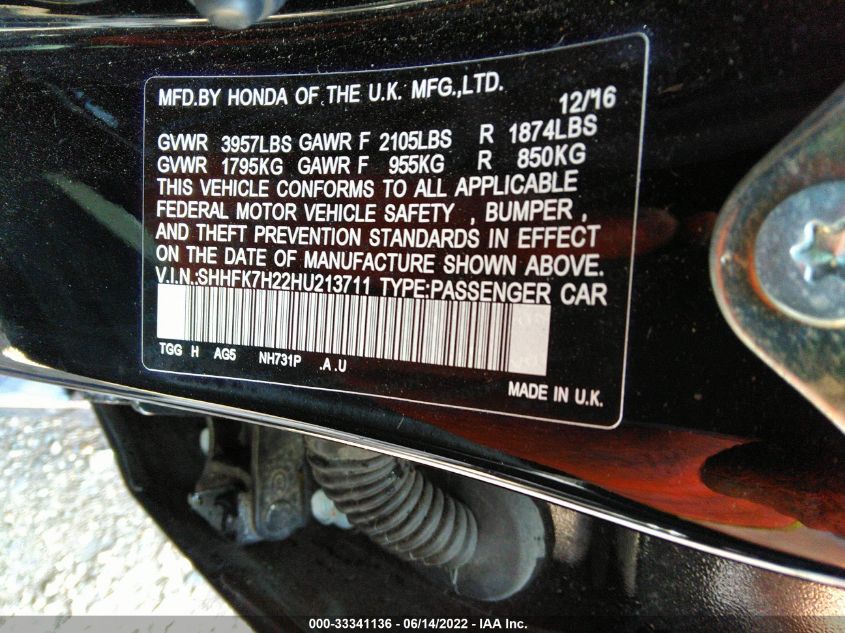 MFD.BY HONDA OF THE U.K. MFG.,LTD.
12/'16
GVWR 3957LBS GAWR F 2105LBS R 1874LBS
GVWR 1795KG GAWR F 955KG R 850KG
THIS VEHICLE CONFORMS TO ALL APPLICABLE
FEDERAL MOTOR VEHICLE SAFETY , BUMPER ,
AND THEFT PREVENTION STANDARDS IN EFFECT
ON THE DATE OF MANUFACTURE SHOWN ABOVE.
V.I.N.:SHHFK7H22HU213711 TYPE:PASSENGER CAR
TGG H AG5 NH731P .A .U
MADE IN U.K.
000-33341136 - 06/14/2022 - IAA Inc.